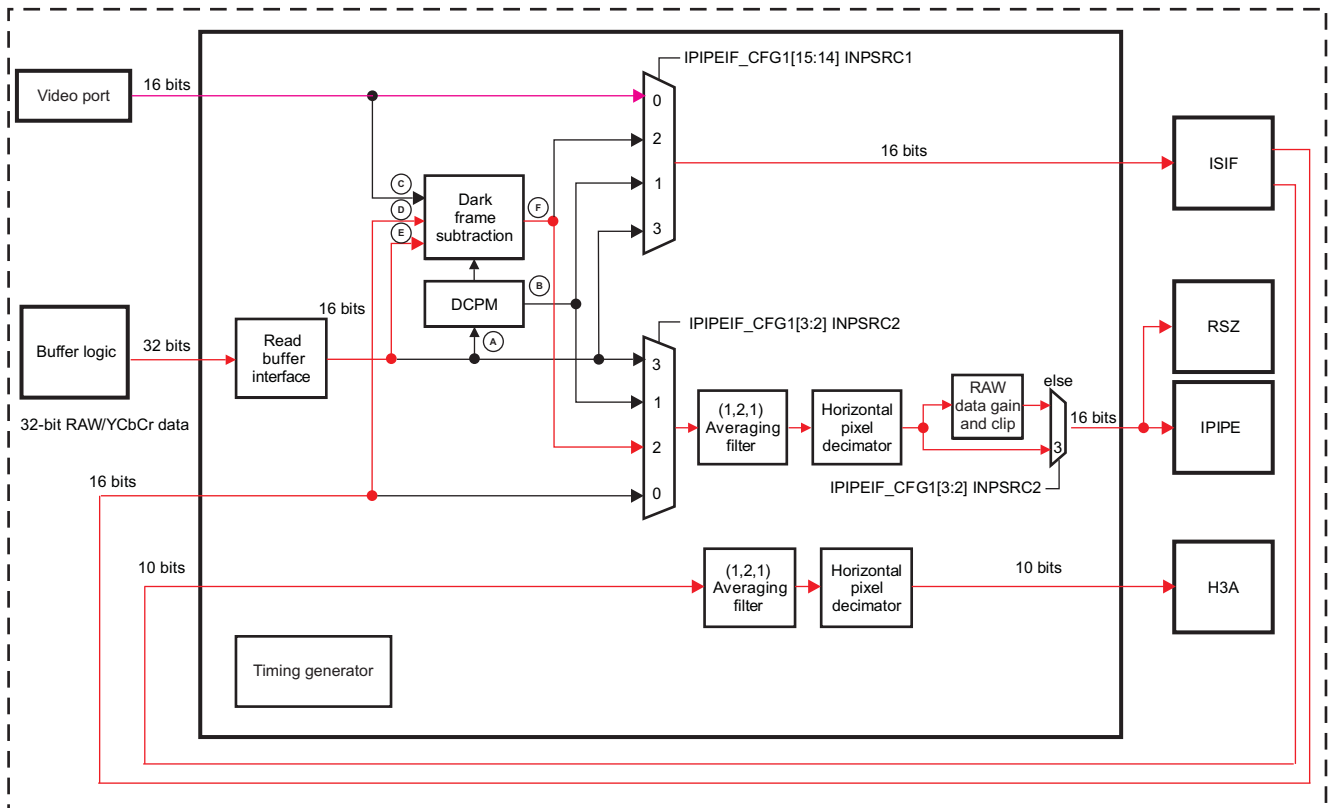 IPIPEIF_CFG1[15:14] INPSRC1
16 bits
Video port
0
2
16 bits
ISIF
1
C
Dark
frame
subtraction
F
D
E
3
DCPM
B
16 bits
A
IPIPEIF_CFG1[3:2] INPSRC2
RSZ
Buffer logic
32 bits
Read
buffer
interface
3
1
32-bit RAW/YCbCr data
(1,2,1)
Averaging
filter
Horizontal
pixel
decimator
RAW
data gain
and clip
else
16 bits
3
IPIPE
2
IPIPEIF_CFG1[3:2] INPSRC2
16 bits
0
10 bits
(1,2,1)
Averaging
filter
Horizontal
pixel
decimator
10 bits
H3A
Timing generator